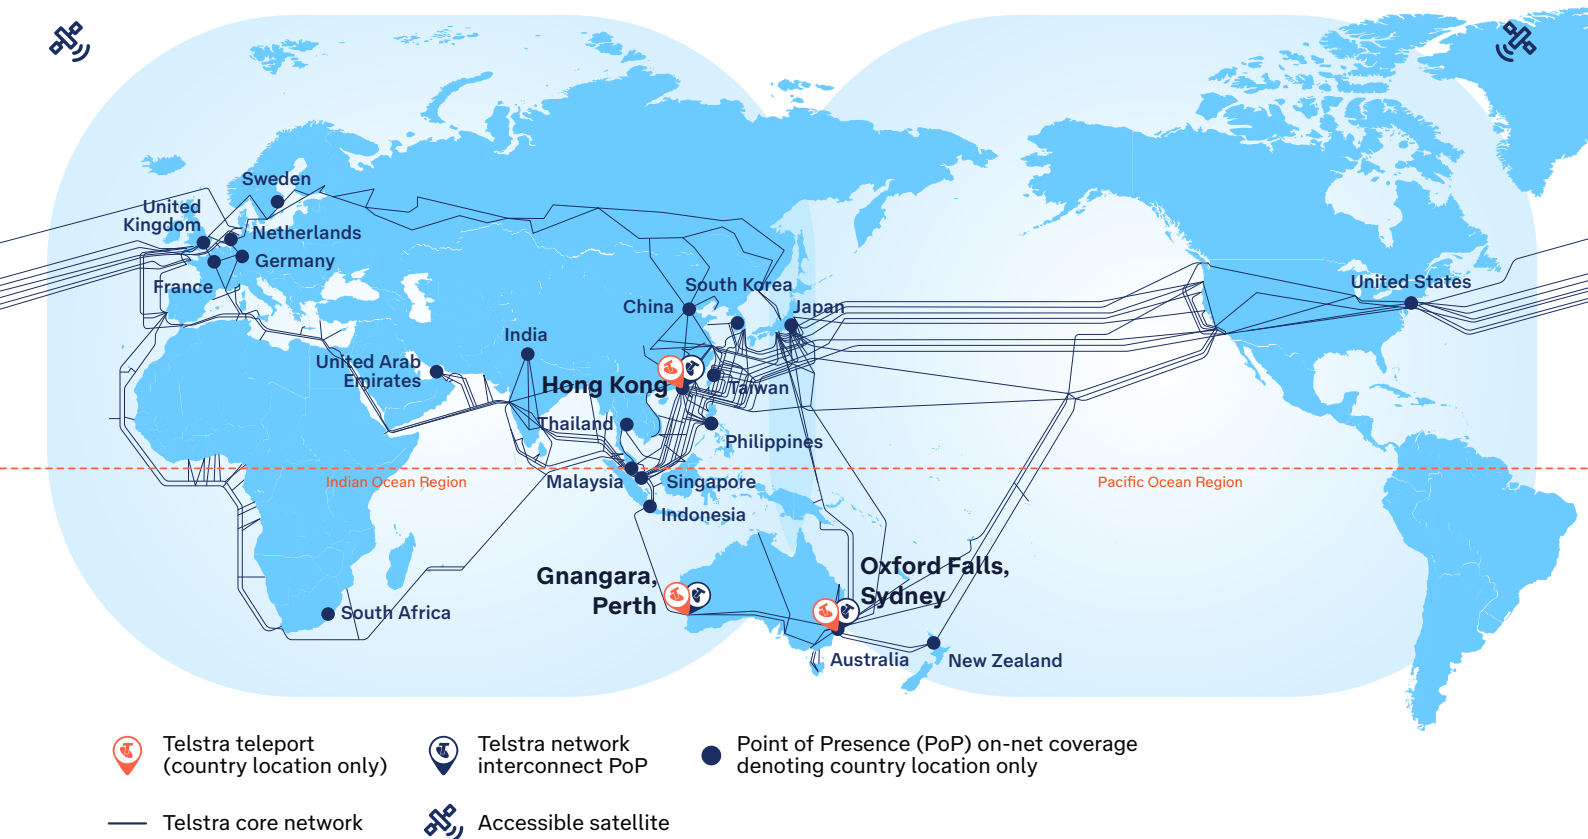 Sweden
United
Kingdom
Netherlands
Germany
France
South Korea
China
Japan
United States
India
United Arab
Emirates
Hong Kong
Taiwan
Thailand
Philippines
Indian Ocean Region
Malaysia
Singapore
Pacific Ocean Region
Indonesia
Gnangara,
Perth
Oxford Falls,
Sydney
South Africa
Australia
New Zealand
Telstra teleport
(country location only)
Telstra network
interconnect PoP
Point of Presence (PoP) on-net coverage
denoting country location only
Telstra core network
Accessible satellite